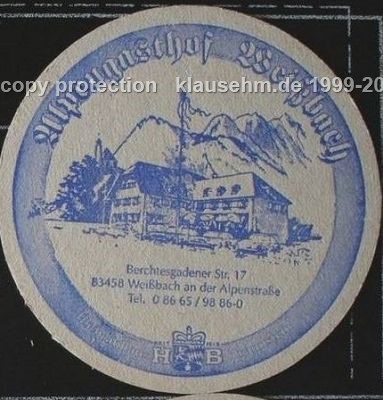 Alpengasthof Weißbach
copy protection klausehm.de 1999-20
Berchtesgadener Str. 17
83458 Weißbach an der Alpenstraße
Tel. 0 86 65/98 86-0
H B